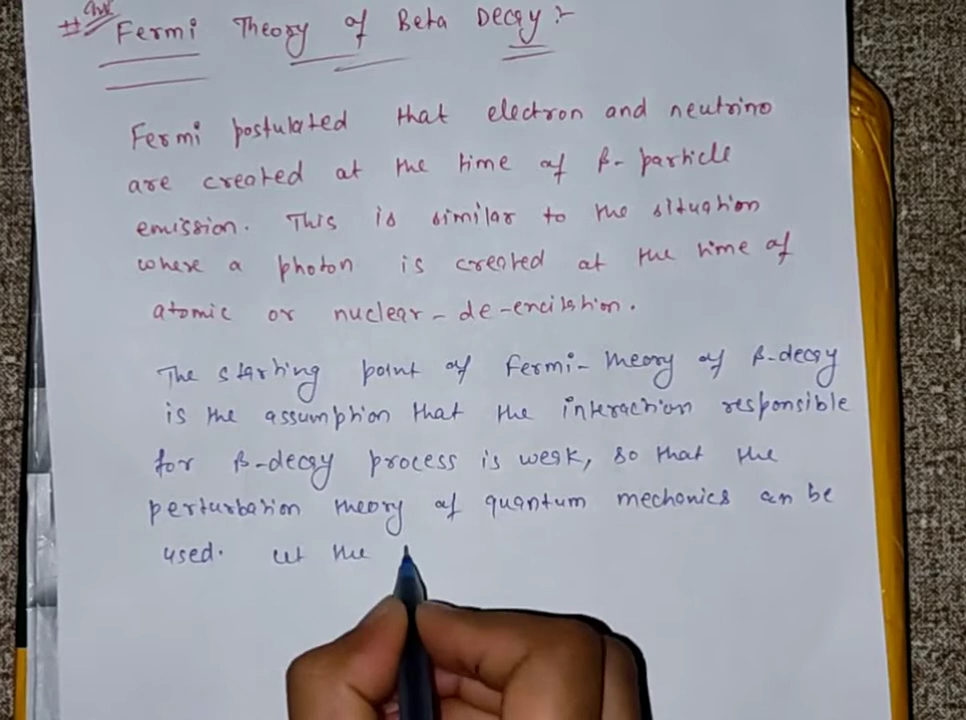 # Fermi Theory of Beta Decay :-
Fermi postulated that electron and neutrino
are created at the time of β- particle
emission. This is similar to the situation
where a photon is created at the time of
atomic or nuclear - de-excitation.
The starting point of Fermi- theory of β-decay
is the assumption that the interaction responsible
for β-decay process is weak, so that the
perturbation theory of quantum mechanics can be
used. Let the